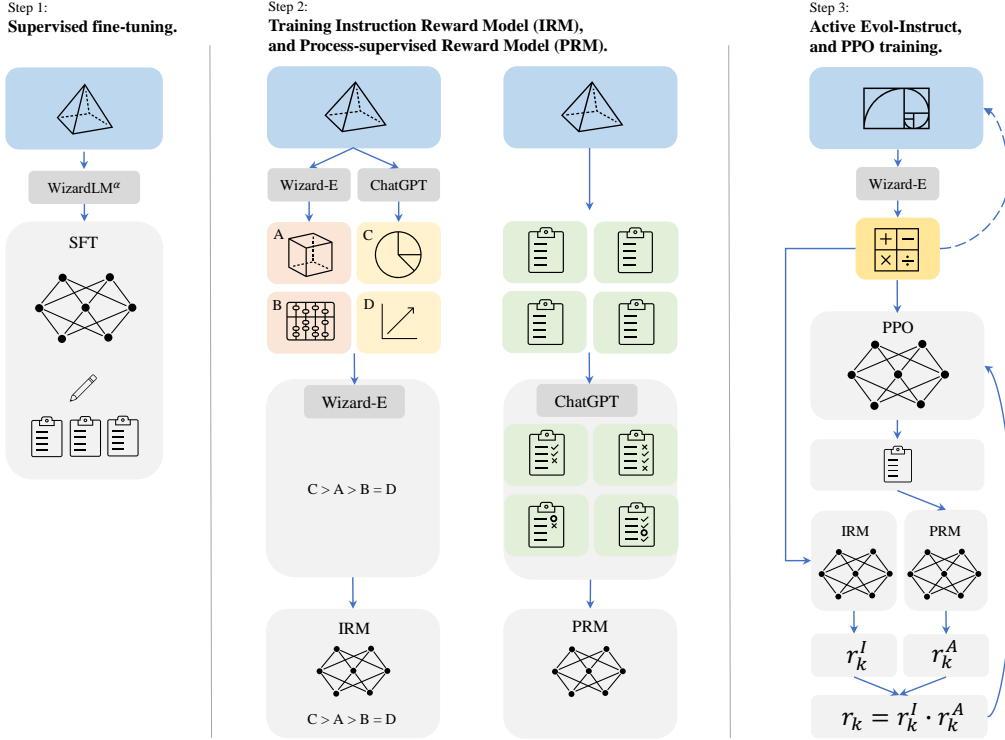 Step 1:
Supervised fine-tuning.
WizardLMᵅ
SFT
Step 2:
Training Instruction Reward Model (IRM),
and Process-supervised Reward Model (PRM).
Wizard-E
ChatGPT
A
C
B
D
Wizard-E
C > A > B = D
IRM
C > A > B = D
ChatGPT
PRM
Step 3:
Active Evol-Instruct,
and PPO training.
Wizard-E
+ −
× ÷
PPO
IRM
PRM
$r_k^I$
$r_k^A$
$r_k = r_k^I \cdot r_k^A$